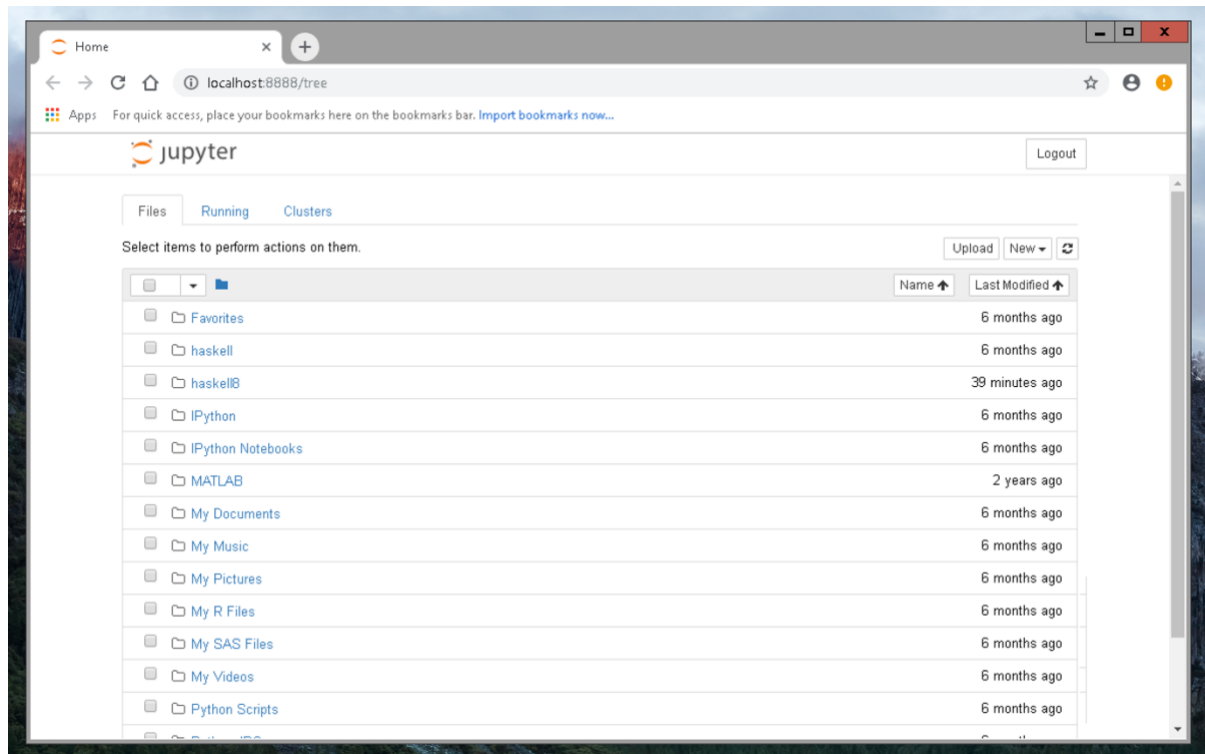 Home
localhost:8888/tree
Apps For quick access, place your bookmarks here on the bookmarks bar. Import bookmarks now...
jupyter Logout
Files Running Clusters
Select items to perform actions on them. Upload New
Name Last Modified
Favorites 6 months ago
haskell 6 months ago
haskell8 39 minutes ago
IPython 6 months ago
IPython Notebooks 6 months ago
MATLAB 2 years ago
My Documents 6 months ago
My Music 6 months ago
My Pictures 6 months ago
My R Files 6 months ago
My SAS Files 6 months ago
My Videos 6 months ago
Python Scripts 6 months ago